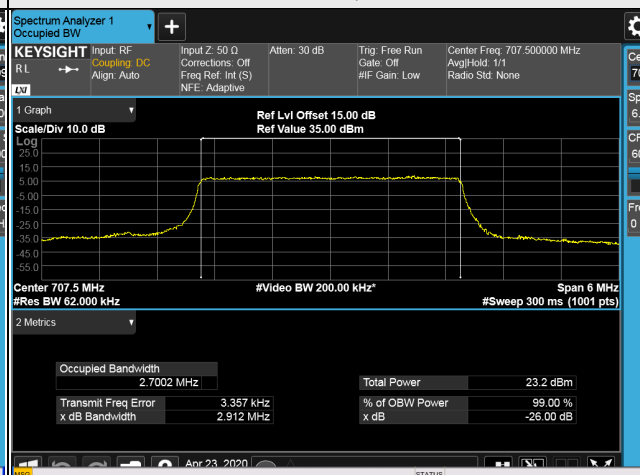 Spectrum Analyzer 1
Occupied BW
KEYSIGHT
R L
LXI
Input: RF
Coupling: DC
Align: Auto
Input Z: 50 Ω
Corrections: Off
Freq Ref: Int (S)
NFE: Adaptive
Atten: 30 dB
Trig: Free Run
Gate: Off
#IF Gain: Low
Center Freq: 707.500000 MHz
Avg|Hold: 1/1
Radio Std: None
1 Graph
Scale/Div 10.0 dB
Ref Lvl Offset 15.00 dB
Ref Value 35.00 dBm
Log
25.0
15.0
5.00
-5.00
-15.0
-25.0
-35.0
-45.0
-55.0
Center 707.5 MHz
#Res BW 62.000 kHz
#Video BW 200.00 kHz*
Span 6 MHz
#Sweep 300 ms (1001 pts)
2 Metrics
Occupied Bandwidth
2.7002 MHz
Transmit Freq Error 3.357 kHz
x dB Bandwidth 2.912 MHz
Total Power 23.2 dBm
% of OBW Power 99.00 %
x dB -26.00 dB
Apr 23, 2020
MSG
STATUS